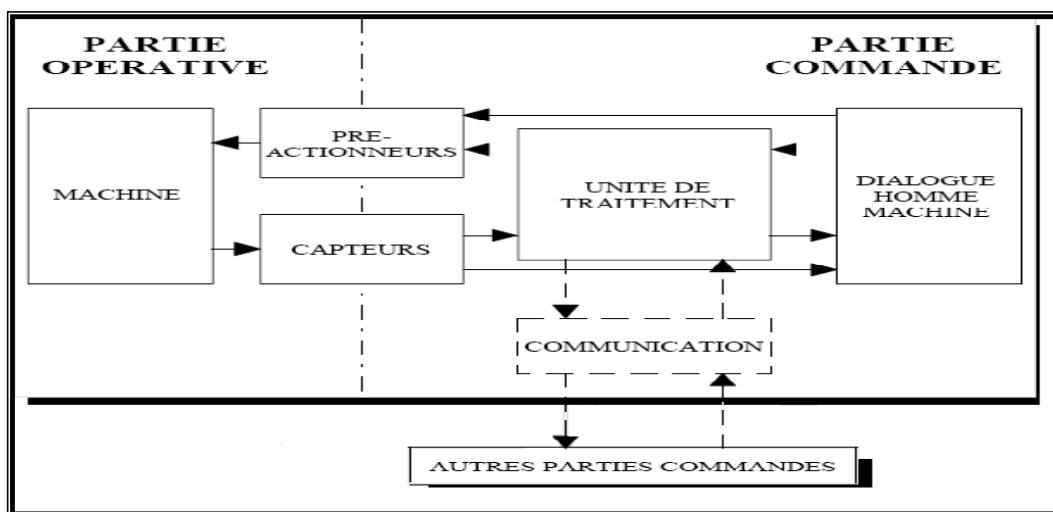 PARTIE
OPERATIVE
PARTIE
COMMANDE
MACHINE
PRE-
ACTIONNEURS
CAPTEURS
UNITE DE
TRAITEMENT
DIALOGUE
HOMME
MACHINE
COMMUNICATION
AUTRES PARTIES COMMANDES